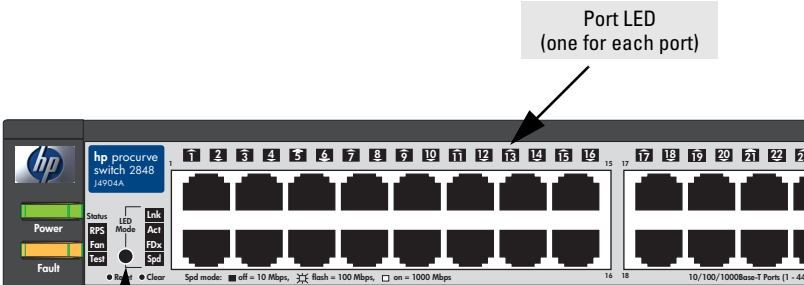 Port LED
(one for each port)
hp
hp procurve
switch 2848
J4904A
1 2 3 4 5 6 7 8 9 10 11 12 13 14 15 16
17 18 19 20 21 22
1
15
17
Power
Fault
Status
RPS
Fan
Test
LED
Mode
Lnk
Act
FDx
Spd
Clear
Spd mode: off = 10 Mbps, flash = 100 Mbps, on = 1000 Mbps
16
18
10/100/1000Base-T Ports (1 - 44